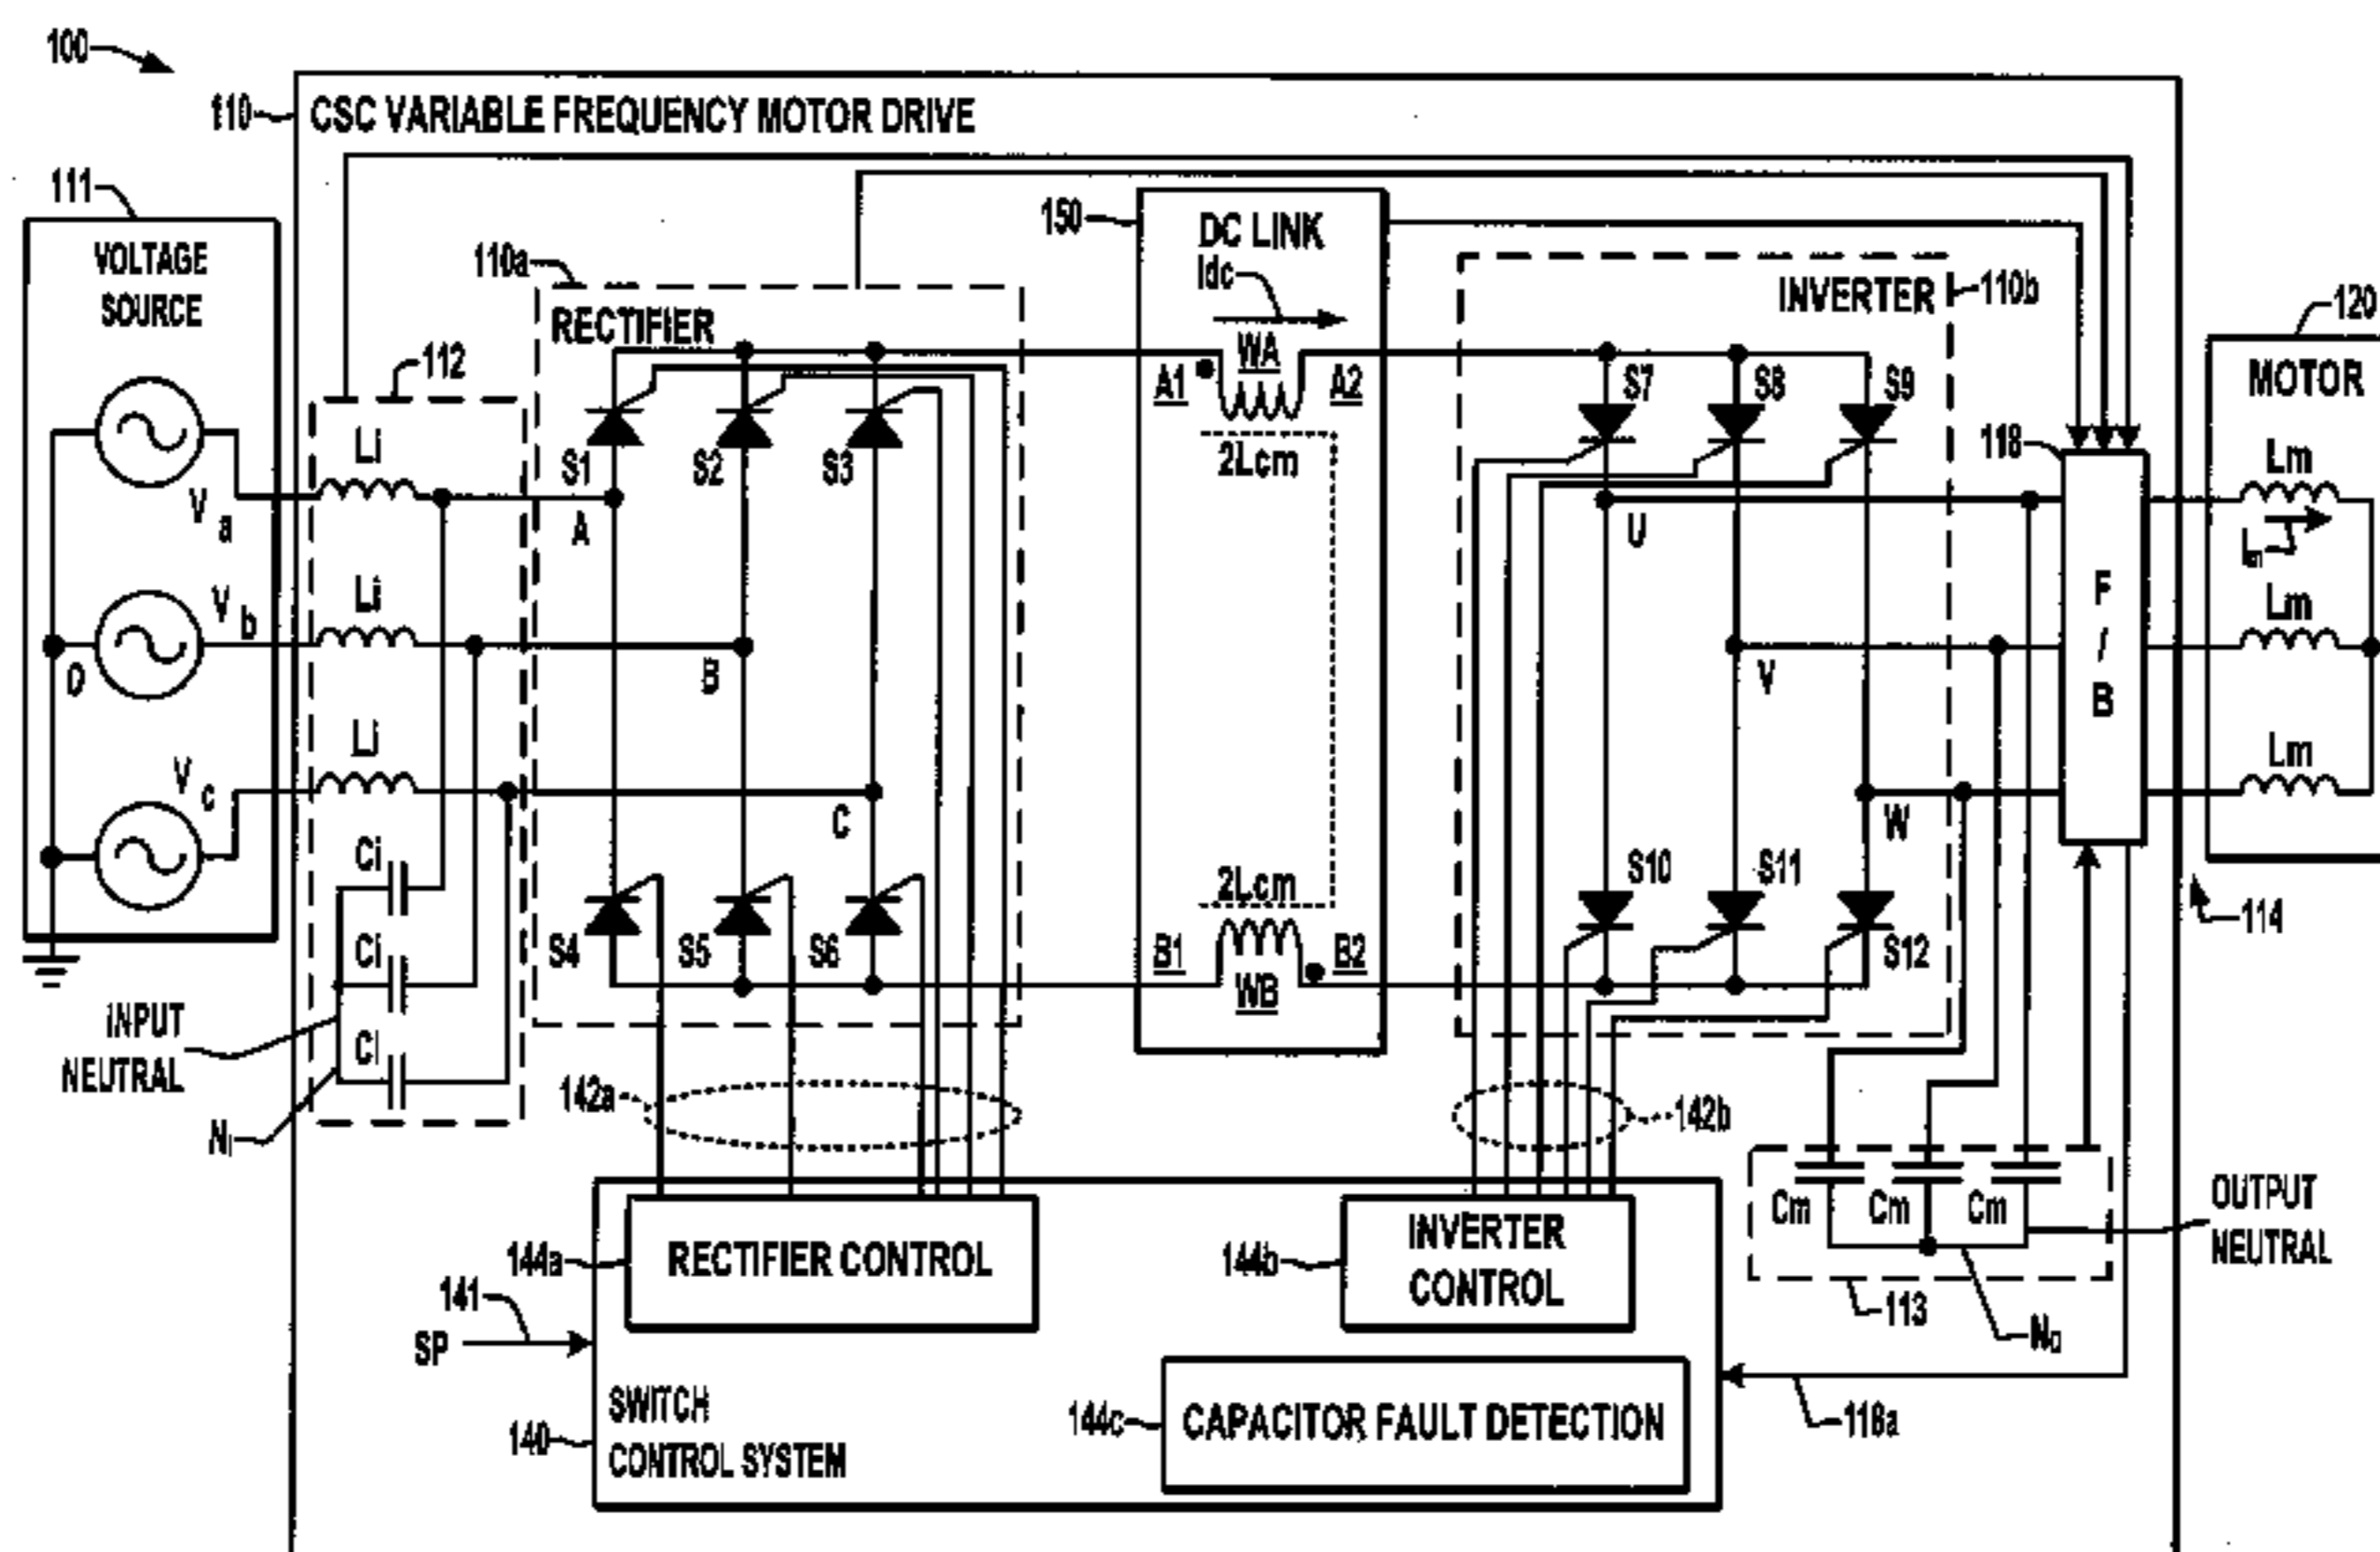 100
110
CSC VARIABLE FREQUENCY MOTOR DRIVE
111
VOLTAGE
SOURCE
V a
V b
V c
O
112
Li
Li
Li
Ci
Ci
Ci
INPUT
NEUTRAL
NI
110a
RECTIFIER
S1
S2
S3
A
B
C
S4
S5
S6
150
DC LINK
Idc
WA
A1
A2
2Lcm
2Lcm
B1
B2
WB
INVERTER
110b
S7
S8
S9
U
V
W
S10
S11
S12
118
F
/
B
120
MOTOR
Lm
Im
Lm
Lm
114
142a
142b
144a
RECTIFIER CONTROL
144b
INVERTER
CONTROL
141
SP
SWITCH
CONTROL SYSTEM
140
144c
CAPACITOR FAULT DETECTION
118a
Cm
Cm
Cm
OUTPUT
NEUTRAL
113
NO